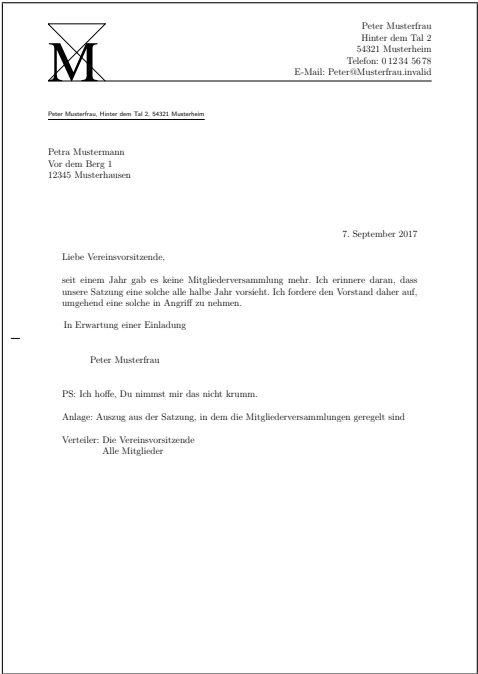 M
Peter Musterfrau
Hinter dem Tal 2
54321 Musterheim
Telefon: 0 12 34 56 78
E-Mail: Peter@Musterfrau.invalid
Peter Musterfrau, Hinter dem Tal 2, 54321 Musterheim
Petra Mustermann
Vor dem Berg 1
12345 Musterhausen
7. September 2017
Liebe Vereinsvorsitzende,
seit einem Jahr gab es keine Mitgliederversammlung mehr. Ich erinnere daran, dass
unsere Satzung eine solche alle halbe Jahr vorsieht. Ich fordere den Vorstand daher auf,
umgehend eine solche in Angriff zu nehmen.
In Erwartung einer Einladung
Peter Musterfrau
PS: Ich hoffe, Du nimmst mir das nicht krumm.
Anlage: Auszug aus der Satzung, in dem die Mitgliederversammlungen geregelt sind
Verteiler: Die Vereinsvorsitzende
Alle Mitglieder